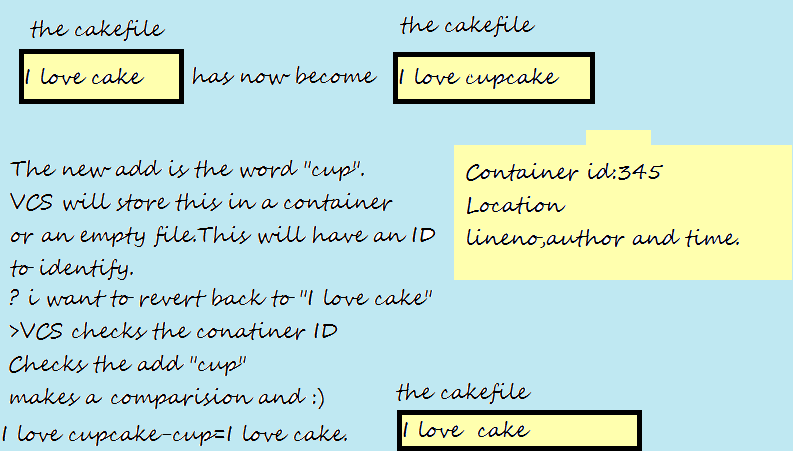 the cakefile
the cakefile
I love cake has now become I love cupcake
The new add is the word "cup".
VCS will store this in a container
or an empty file.This will have an ID
to identify.
? i want to revert back to "I love cake"
>VCS checks the conatiner ID
Checks the add "cup"
makes a comparision and :)
I love cupcake-cup=I love cake.
Container id:345
Location
lineno,author and time.
the cakefile
I love cake